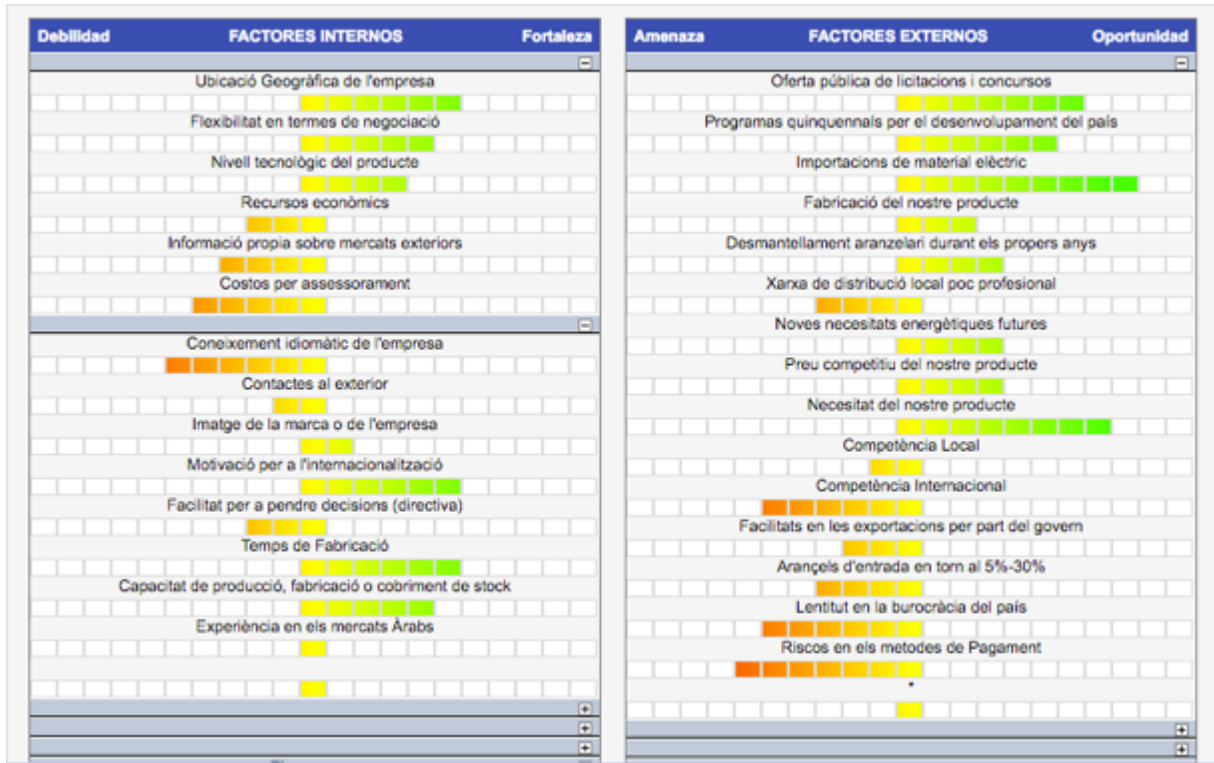 Debilidad FACTORES INTERNOS Fortaleza
Ubicació Geogràfica de l'empresa
Flexibilitat en termes de negociació
Nivell tecnològic del producte
Recursos econòmics
Informació propia sobre mercats exteriors
Costos per assessorament
Coneixement idiomàtic de l'empresa
Contactes al exterior
Imatge de la marca o de l'empresa
Motivació per a l'internacionalització
Facilitat per a pendre decisions (directiva)
Temps de Fabricació
Capacitat de producció, fabricació o cobriment de stock
Experiència en els mercats Àrabs
Amenaza FACTORES EXTERNOS Oportunidad
Oferta pública de licitacions i concursos
Programas quinquennals per el desenvolupament del país
Importacions de material elèctric
Fabricació del nostre producte
Desmantellament aranzelari durant els propers anys
Xarxa de distribució local poc profesional
Noves necesitats energètiques futures
Preu competitiu del nostre producte
Necesitat del nostre producte
Competència Local
Competència Internacional
Facilitats en les exportacions per part del govern
Arançels d'entrada en torn al 5%-30%
Lentitut en la burocràcia del país
Riscos en els metodes de Pagament